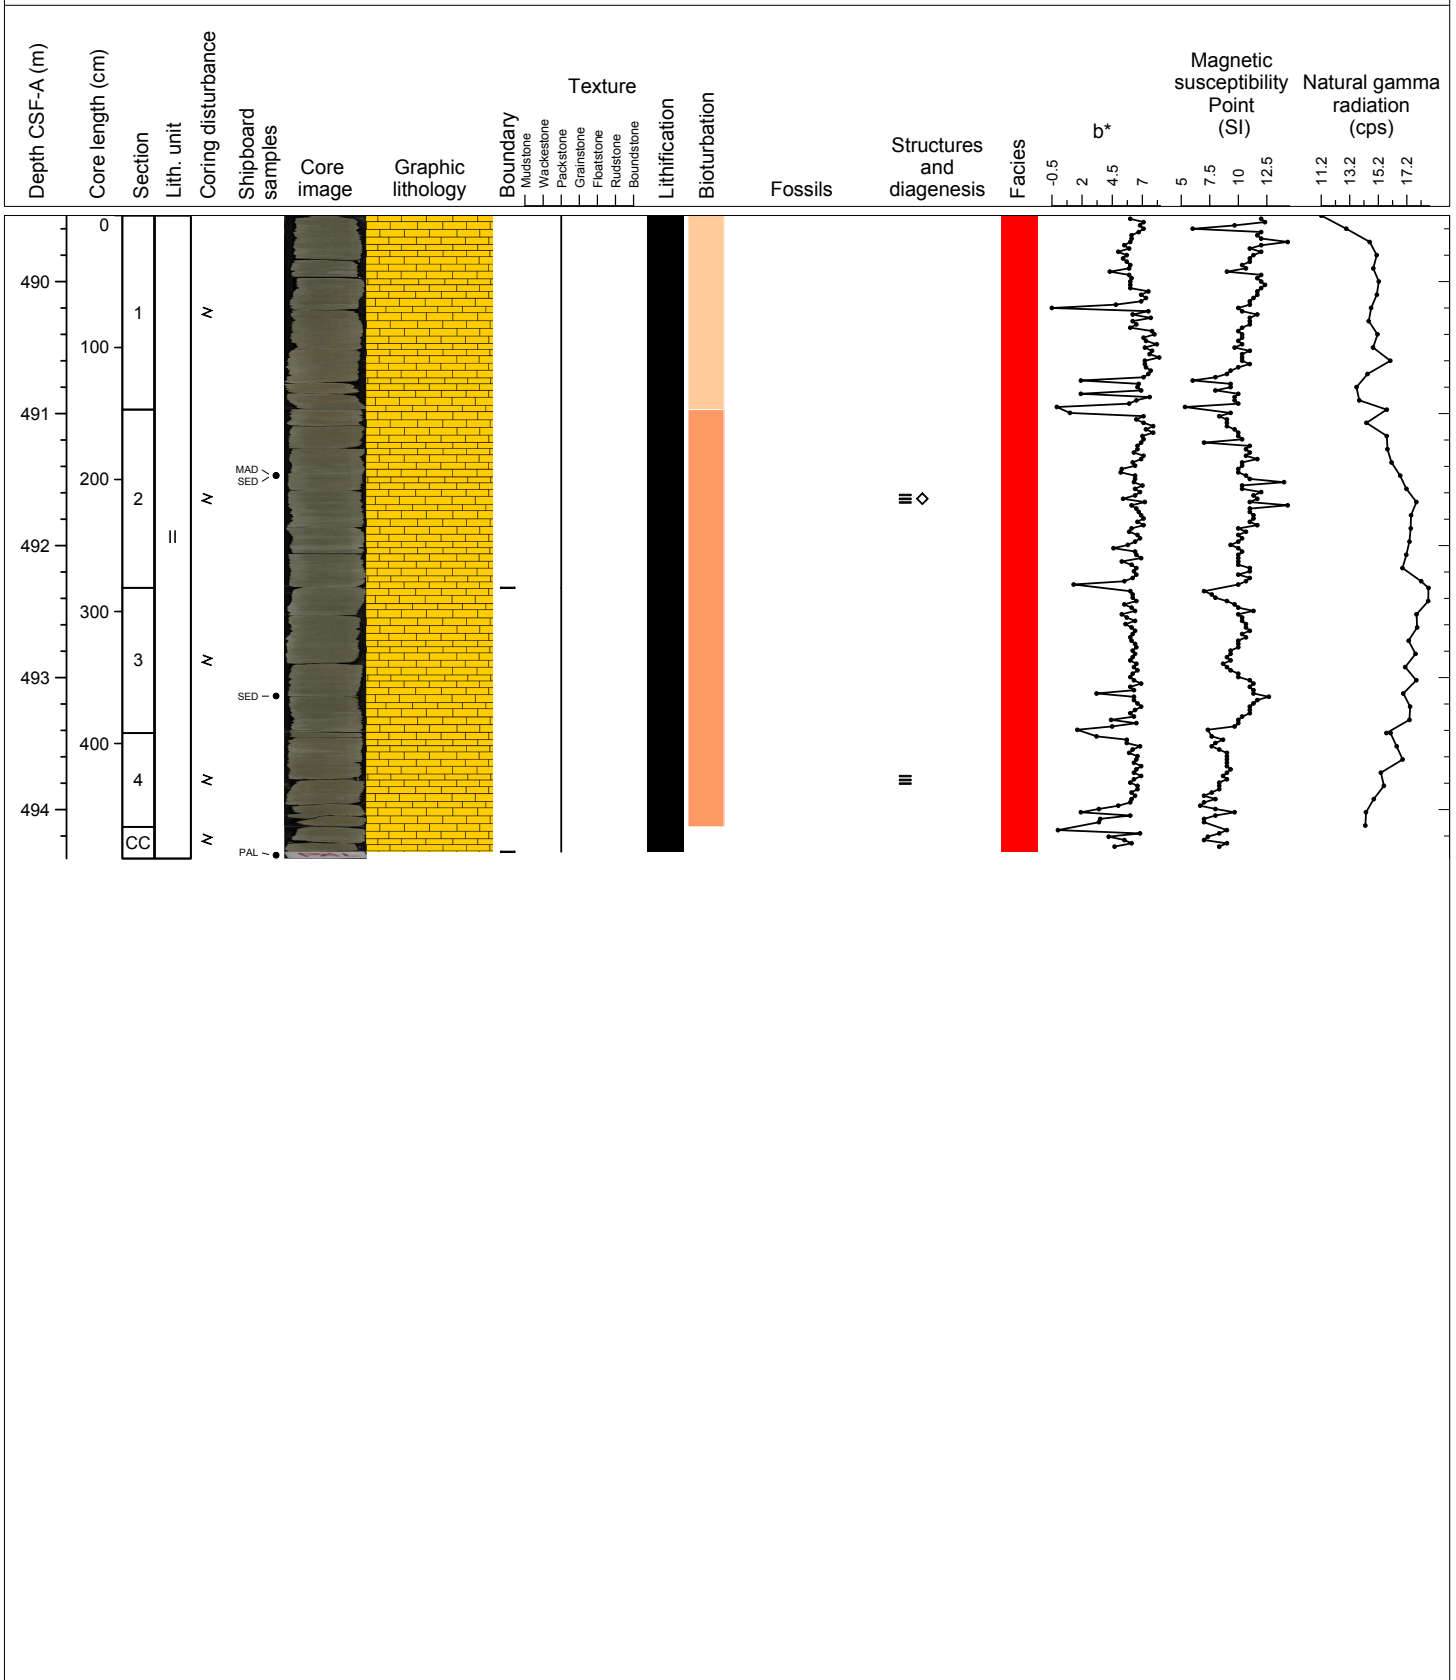 Depth CSF-A (m)
Core length (cm)
Section
Lith. unit
Coring disturbance
Shipboard
samples
Core
image
Graphic
lithology
Boundary
Texture
Mudstone
Wackestone
Packstone
Grainstone
Floatstone
Rudstone
Boundstone
Lithification
Bioturbation
Fossils
Structures
and
diagenesis
Facies
b*
-0.5
2
4.5
7
Magnetic
susceptibility
Point
(SI)
5
7.5
10
12.5
Natural gamma
radiation
(cps)
11.2
13.2
15.2
17.2
0
490
1
100
491
MAD
SED
200
2
II
492
300
3
493
SED
400
4
494
CC
PAL